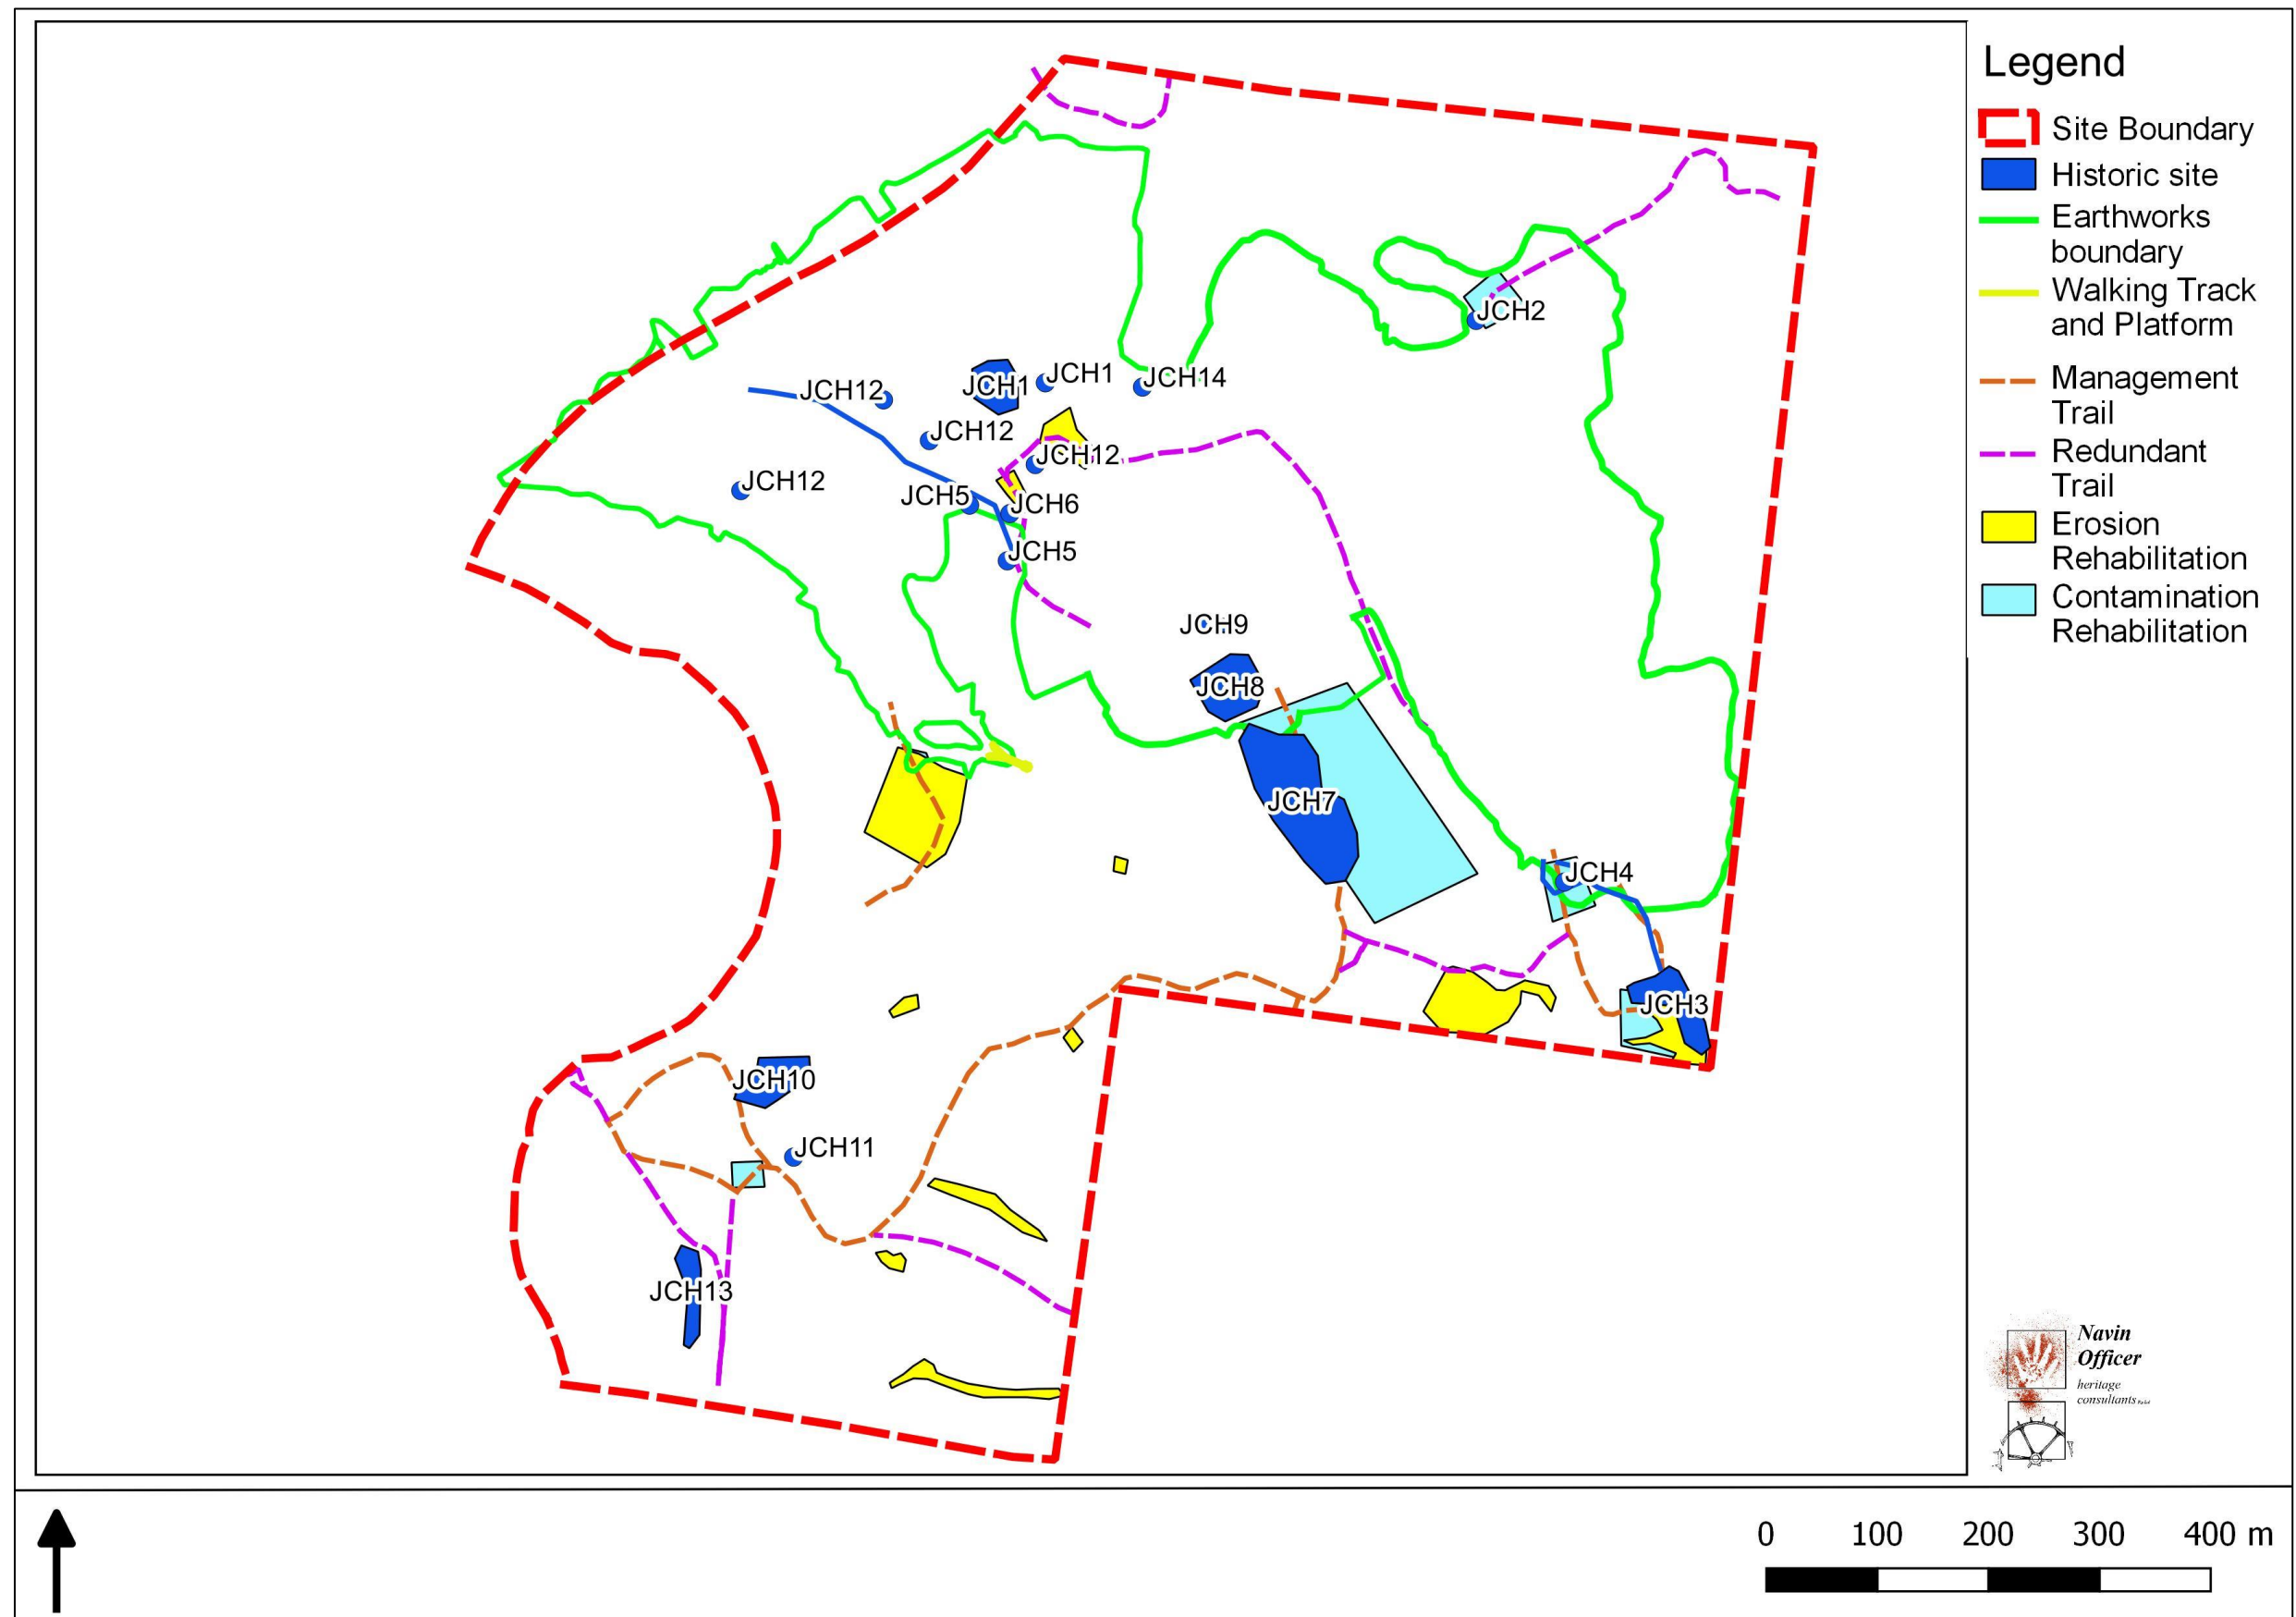 Legend
Site Boundary
Historic site
Earthworks
boundary
Walking Track
and Platform
Management
Trail
Redundant
Trail
Erosion
Rehabilitation
Contamination
Rehabilitation
JCH2
JCH1
JCH1
JCH14
JCH12
JCH12
JCH12
JCH12
JCH5
JCH6
JCH5
JCH9
JCH8
JCH7
JCH4
JCH3
JCH10
JCH11
JCH13
Navin
Officer
heritage
consultants
0 100 200 300 400 m